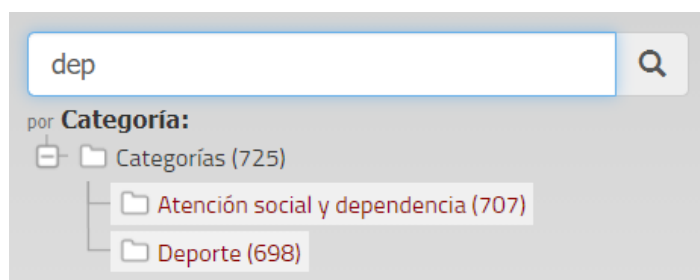 dep
por Categoría:
Categorías (725)
Atención social y dependencia (707)
Deporte (698)